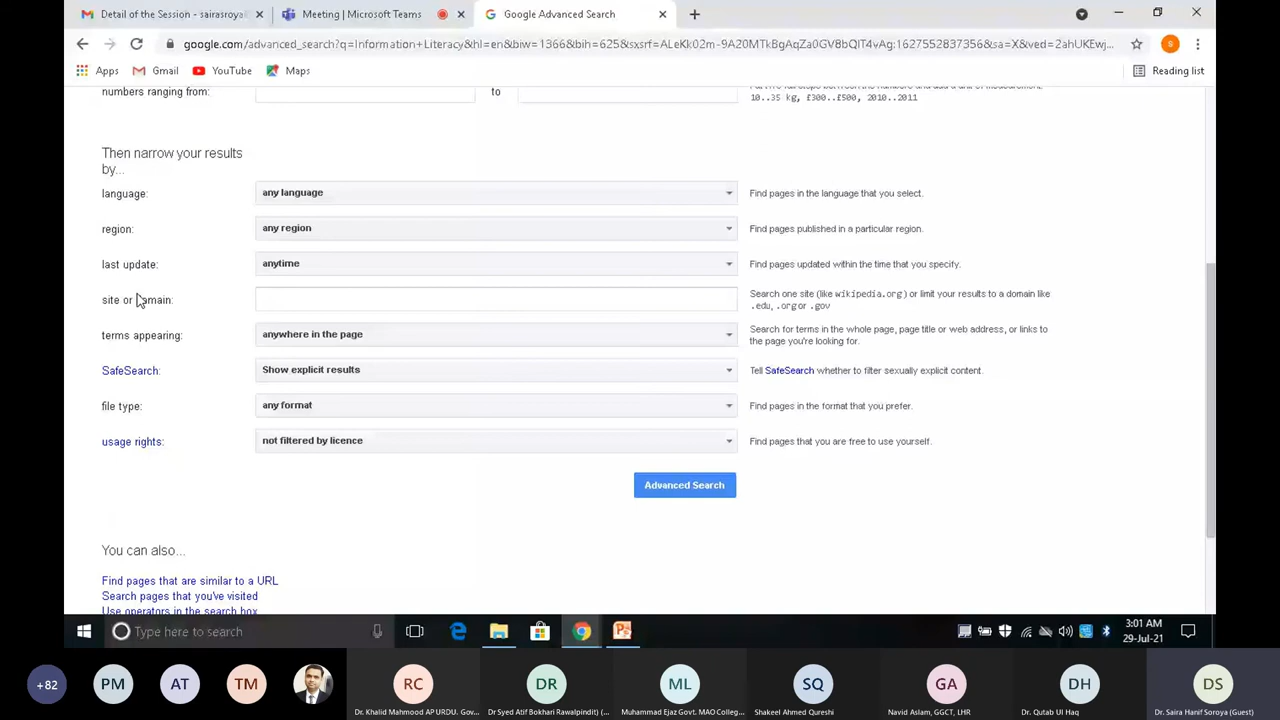 Detail of the Session - sairasroya
Meeting | Microsoft Teams
Google Advanced Search
google.com/advanced_search?q=Information+Literacy&hl=en&biw=1366&bih=625&sxsrf=ALeKk02m-9A20MTkBgAqZa0GV8bQIT4vAg:1627552837356&sa=X&ved=2ahUKEwj...
S
Apps
Gmail
YouTube
Maps
Reading list
numbers ranging from:
to
10..35 kg, £300..£500, 2010..2011
Then narrow your results
by...
language:
any language
Find pages in the language that you select.
region:
any region
Find pages published in a particular region.
last update:
anytime
Find pages updated within the time that you specify.
site or domain:
Search one site (like wikipedia.org) or limit your results to a domain like
.edu, .org or .gov
terms appearing:
anywhere in the page
Search for terms in the whole page, page title or web address, or links to
the page you're looking for.
SafeSearch:
Show explicit results
Tell SafeSearch whether to filter sexually explicit content.
file type:
any format
Find pages in the format that you prefer.
usage rights:
not filtered by licence
Find pages that you are free to use yourself.
Advanced Search
You can also...
Find pages that are similar to a URL
Search pages that you've visited
Use operators in the search box
Type here to search
3:01 AM
29-Jul-21
+82
PM
AT
TM
RC
DR
ML
SQ
GA
DH
DS
Dr. Khalid Mahmood AP URDU. Gov...
Dr Syed Atif Bokhari Rawalpindit) (...
Muhammad Ejaz Govt. MAO Colleg...
Shakeel Ahmed Qureshi
Navid Aslam, GGCT, LHR
Dr. Qutab Ul Haq
Dr. Saira Hanif Soroya (Guest)